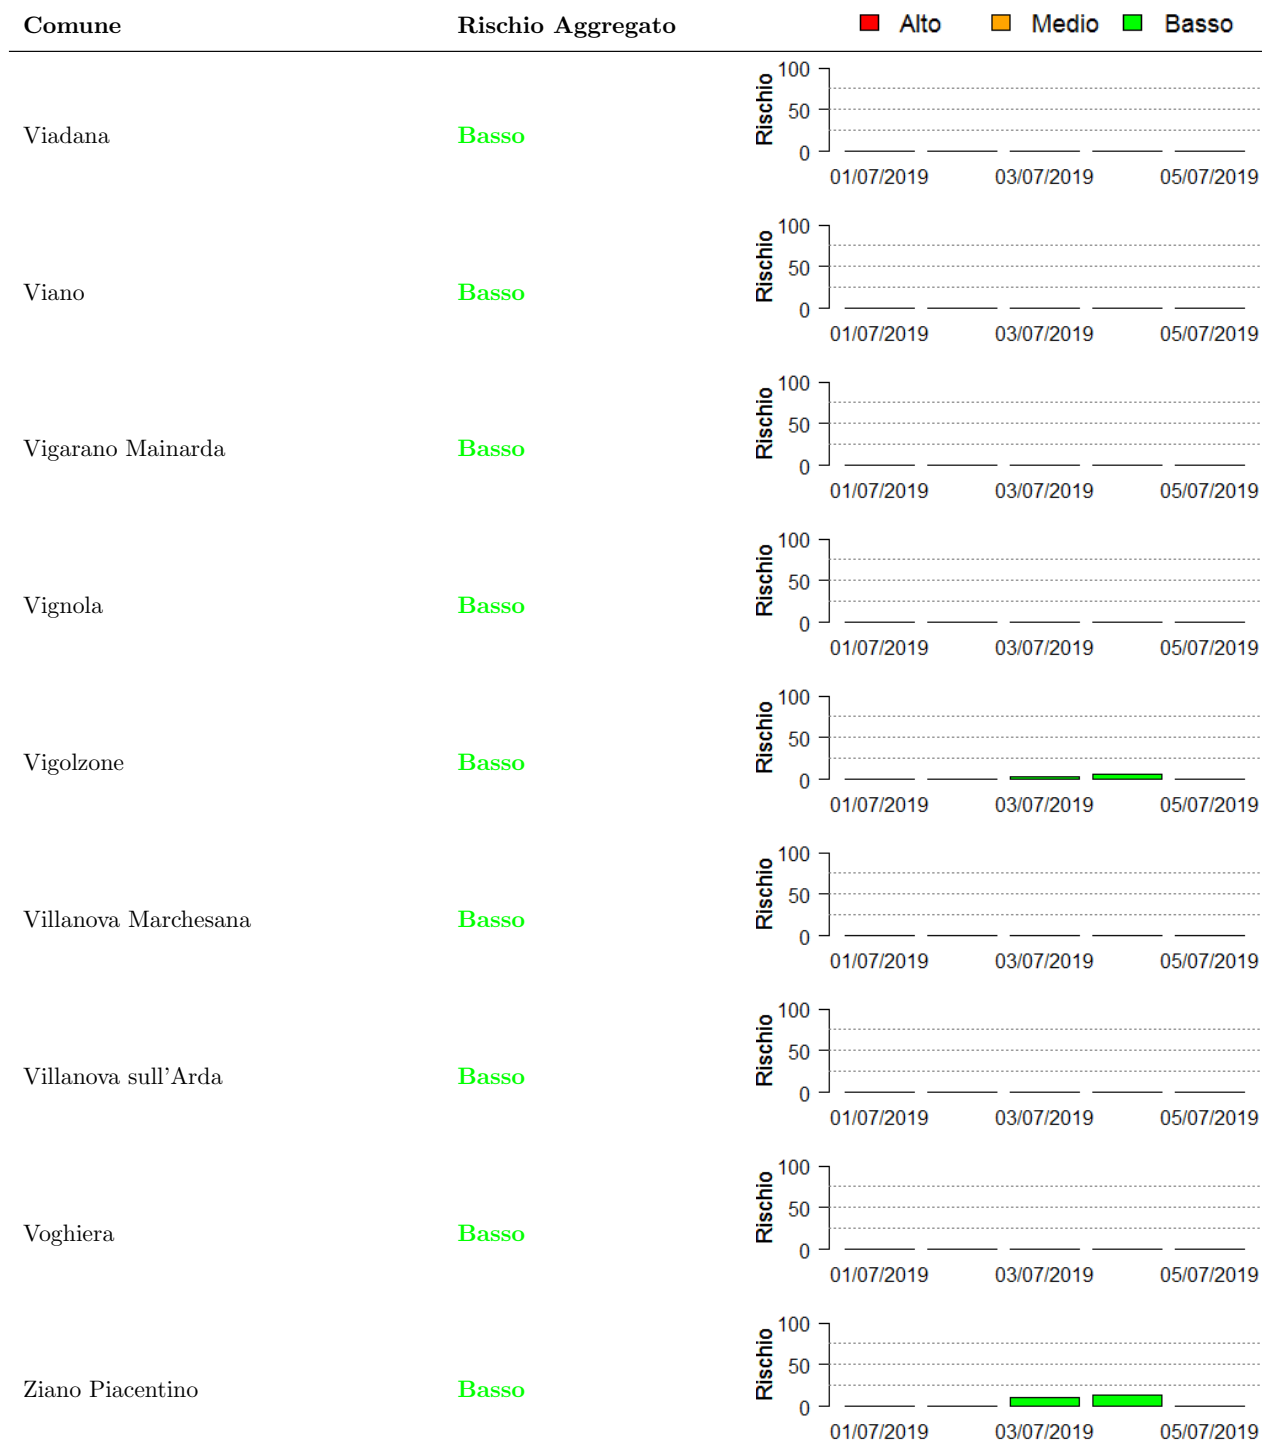 Comune Rischio Aggregato Alto Medio Basso
100
Rischio
50
Viadana Basso
0
01/07/2019 03/07/2019 05/07/2019
100
Rischio
50
Viano Basso
0
01/07/2019 03/07/2019 05/07/2019
100
Rischio
50
Vigarano Mainarda Basso
0
01/07/2019 03/07/2019 05/07/2019
100
Rischio
50
Vignola Basso
0
01/07/2019 03/07/2019 05/07/2019
100
Rischio
50
Vigolzone Basso
0
01/07/2019 03/07/2019 05/07/2019
100
Rischio
50
Villanova Marchesana Basso
0
01/07/2019 03/07/2019 05/07/2019
100
Rischio
50
Villanova sull'Arda Basso
0
01/07/2019 03/07/2019 05/07/2019
100
Rischio
50
Voghiera Basso
0
01/07/2019 03/07/2019 05/07/2019
100
Rischio
50
Ziano Piacentino Basso
0
01/07/2019 03/07/2019 05/07/2019